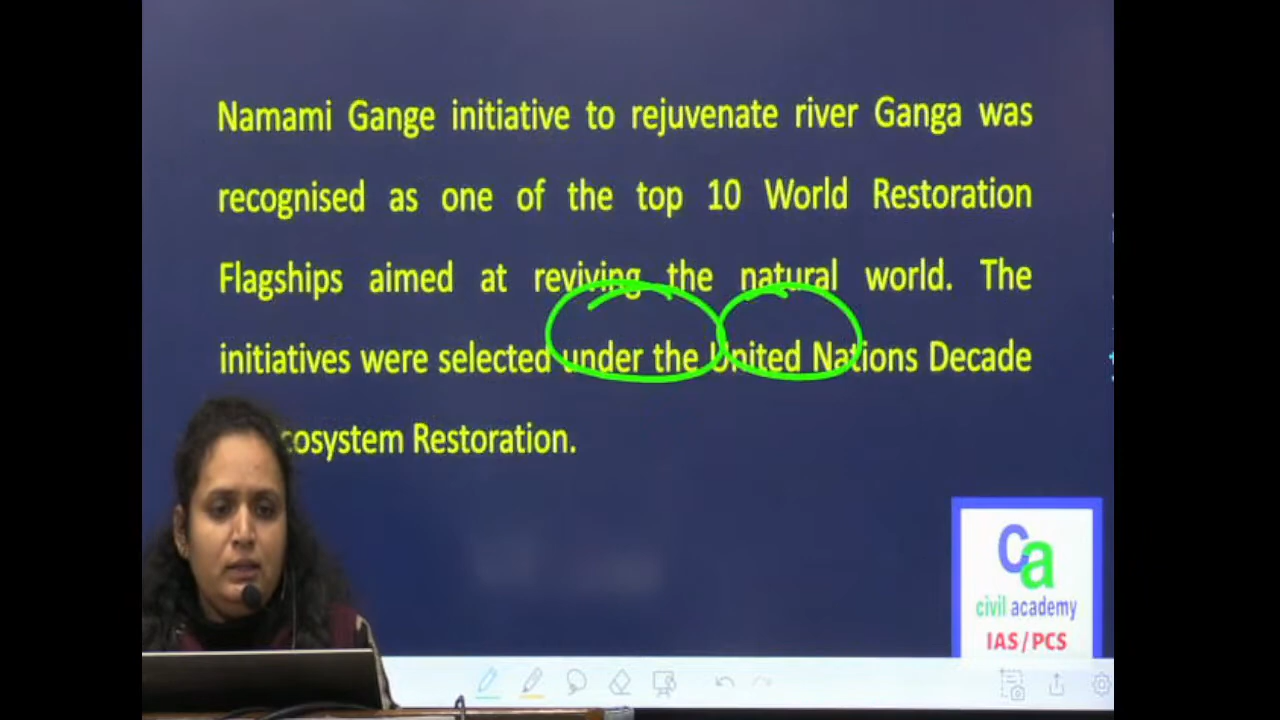 Namami Gange initiative to rejuvenate river Ganga was
recognised as one of the top 10 World Restoration
Flagships aimed at reviving the natural world. The
initiatives were selected under the United Nations Decade
cosystem Restoration.
Ca
civil academy
IAS/PCS